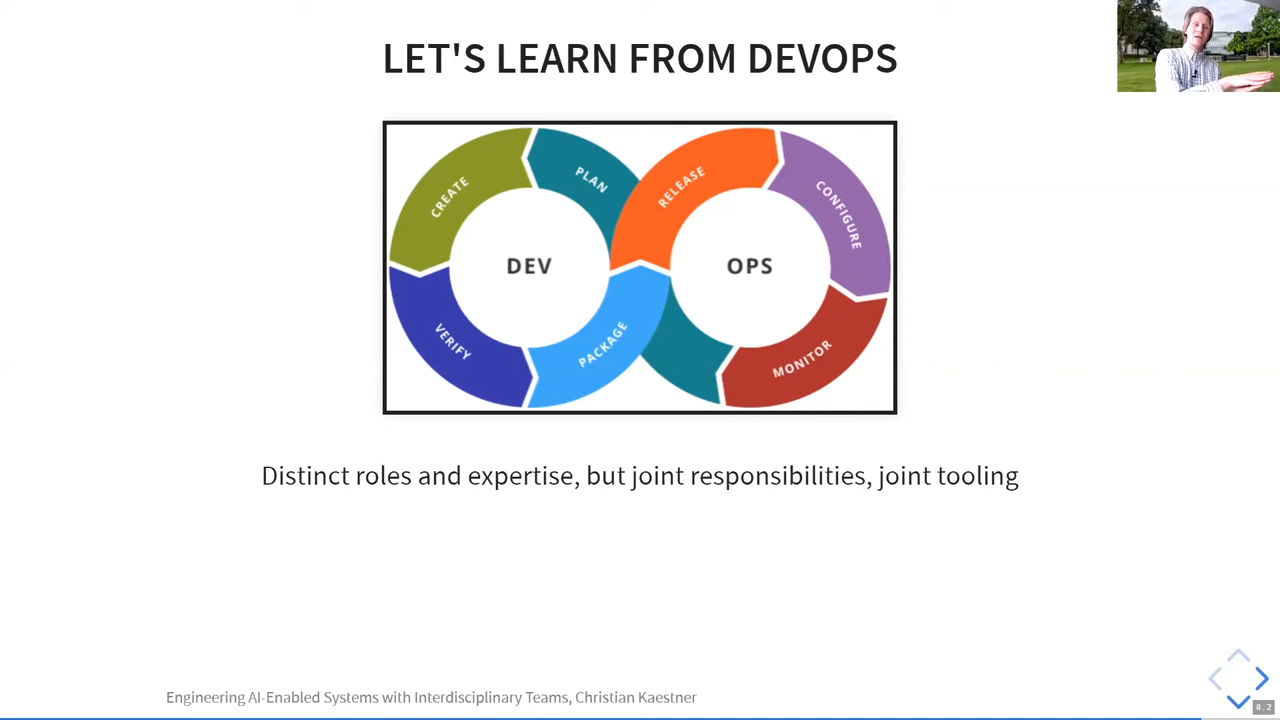 LET'S LEARN FROM DEVOPS
CREATE
PLAN
RELEASE
CONFIGURE
DEV
OPS
VERIFY
PACKAGE
MONITOR
Distinct roles and expertise, but joint responsibilities, joint tooling
Engineering AI-Enabled Systems with Interdisciplinary Teams, Christian Kaestner
8.2